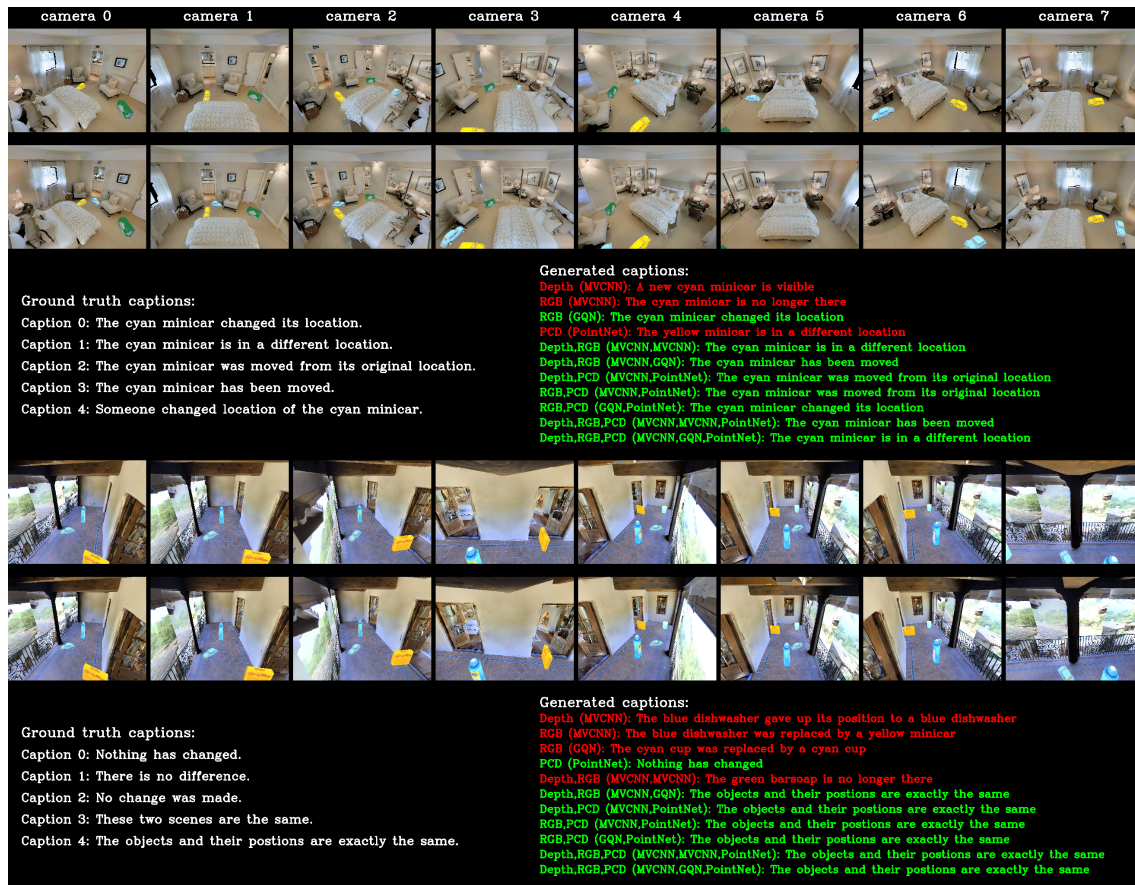 camera 0 camera 1 camera 2 camera 3 camera 4 camera 5 camera 6 camera 7
Ground truth captions:
Caption 0: The cyan minicar changed its location.
Caption 1: The cyan minicar is in a different location.
Caption 2: The cyan minicar was moved from its original location.
Caption 3: The cyan minicar has been moved.
Caption 4: Someone changed location of the cyan minicar.
Generated captions:
Depth (MVCNN): A new cyan minicar is visible
RGB (MVCNN): The cyan minicar is no longer there
RGB (GQN): The cyan minicar changed its location
PCD (PointNet): The yellow minicar is in a different location
Depth,RGB (MVCNN,MVCNN): The cyan minicar is in a different location
Depth,RGB (MVCNN,GQN): The cyan minicar has been moved
Depth,PCD (MVCNN,PointNet): The cyan minicar was moved from its original location
RGB,PCD (MVCNN,PointNet): The cyan minicar was moved from its original location
RGB,PCD (GQN,PointNet): The cyan minicar changed its location
Depth,RGB,PCD (MVCNN,MVCNN,PointNet): The cyan minicar has been moved
Depth,RGB,PCD (MVCNN,GQN,PointNet): The cyan minicar is in a different location
Ground truth captions:
Caption 0: Nothing has changed.
Caption 1: There is no difference.
Caption 2: No change was made.
Caption 3: These two scenes are the same.
Caption 4: The objects and their postions are exactly the same.
Generated captions:
Depth (MVCNN): The blue dishwasher gave up its position to a blue dishwasher
RGB (MVCNN): The blue dishwasher was replaced by a yellow minicar
RGB (GQN): The cyan cup was replaced by a cyan cup
PCD (PointNet): Nothing has changed
Depth,RGB (MVCNN,MVCNN): The green barsoap is no longer there
Depth,RGB (MVCNN,GQN): The objects and their postions are exactly the same
Depth,PCD (MVCNN,PointNet): The objects and their postions are exactly the same
RGB,PCD (MVCNN,PointNet): The objects and their postions are exactly the same
RGB,PCD (GQN,PointNet): The objects and their postions are exactly the same
Depth,RGB,PCD (MVCNN,MVCNN,PointNet): The objects and their postions are exactly the same
Depth,RGB,PCD (MVCNN,GQN,PointNet): The objects and their postions are exactly the same